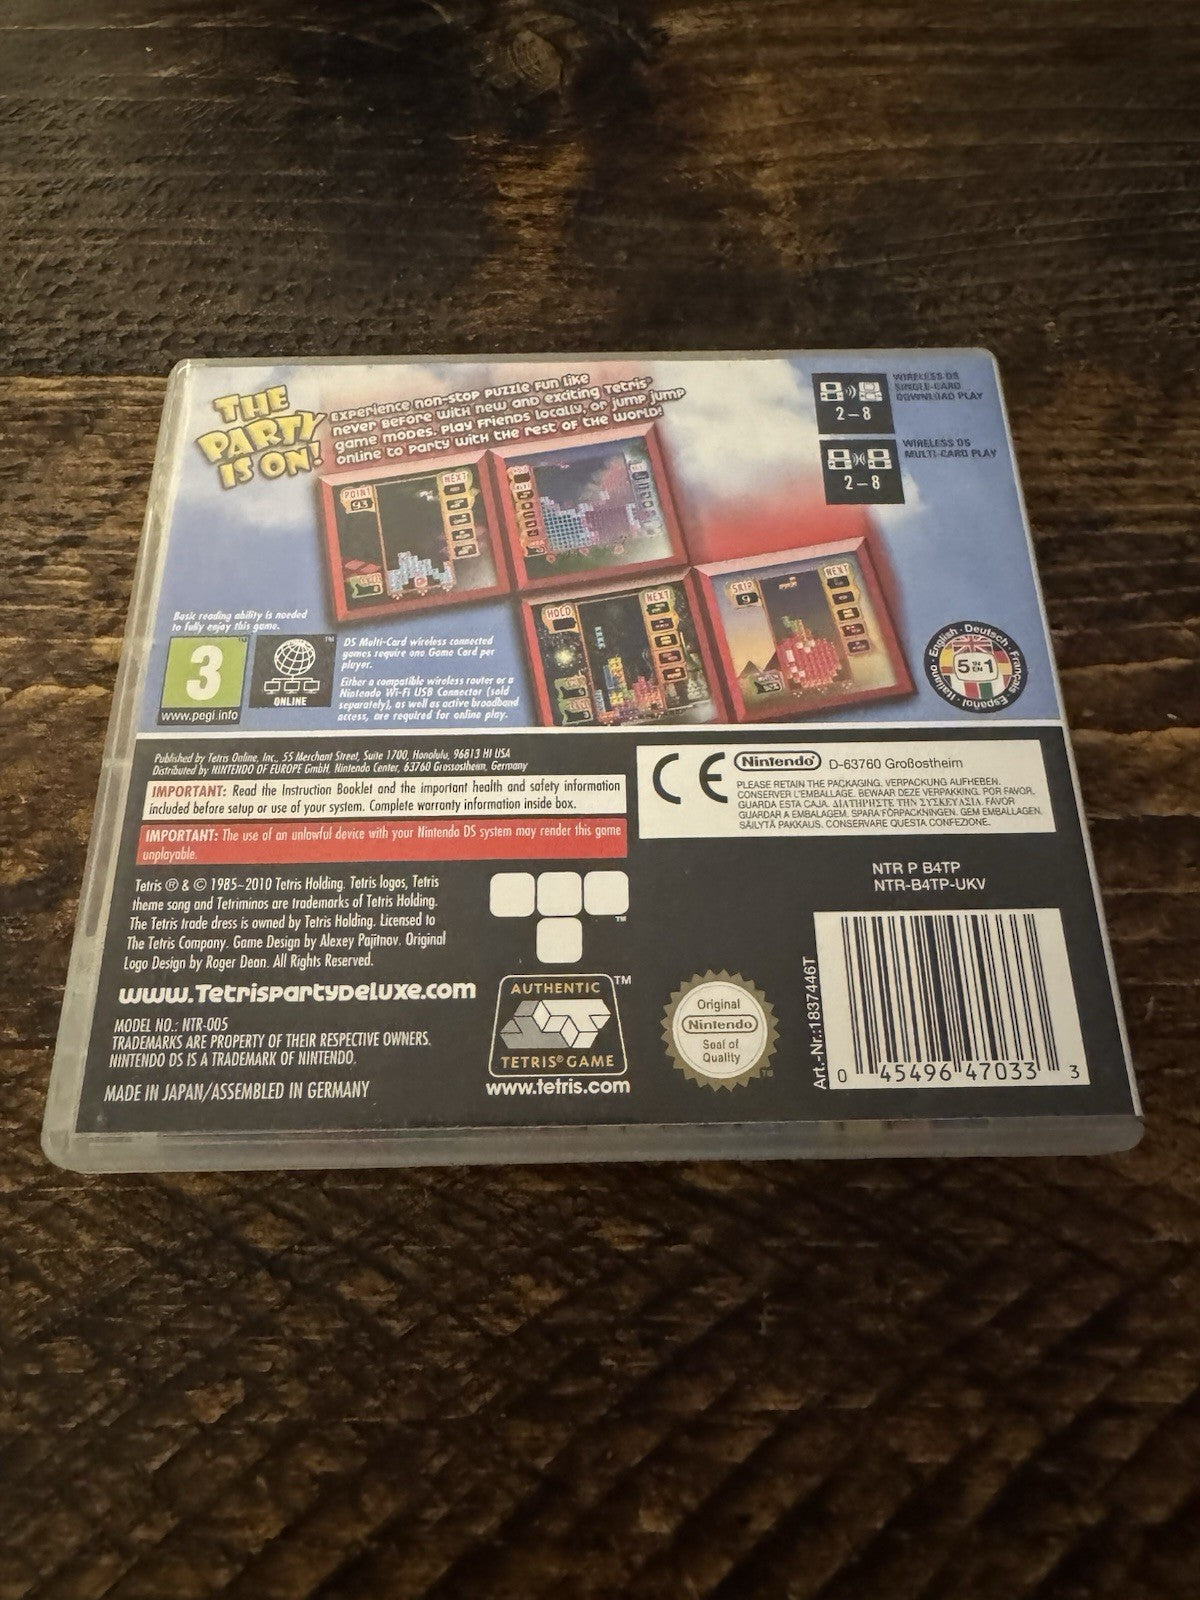 THE
PARTY
IS ON!
Experience non-stop puzzle fun like
never before with new and exciting Tetris®
game modes. Play friends locally, or jump jump
online to party with the rest of the world!
WIRELESS DS
SINGLE-CARD
DOWNLOAD PLAY
2-8
WIRELESS DS
MULTI-CARD PLAY
2-8
POINT
93
NEXT
HOLD
NEXT
SKIP
9
NEXT
Basic reading ability is needed
to fully enjoy this game.
3
www.pegi.info
ONLINE
TM
DS Multi-Card wireless connected
games require one Game Card per
player.
Either a compatible wireless router or a
Nintendo Wi-Fi USB Connector (sold
separately), as well as active broadband
access, are required for online play.
English · Deutsch · Français · Español · Italiano
5 IN EN 1
Published by Tetris Online, Inc., 55 Merchant Street, Suite 1700, Honolulu, 96813 HI USA
Distributed by NINTENDO OF EUROPE GmbH, Nintendo Center, 63760 Grossostheim, Germany
IMPORTANT: Read the Instruction Booklet and the important health and safety information
included before setup or use of your system. Complete warranty information inside box.
IMPORTANT: The use of an unlawful device with your Nintendo DS system may render this game
unplayable.
CE Nintendo® D-63760 Großostheim
PLEASE RETAIN THE PACKAGING. VERPACKUNG AUFHEBEN.
CONSERVER L'EMBALLAGE. BEWAAR DEZE VERPAKKING. POR FAVOR,
GUARDA ESTA CAJA. ΔΙΑΤΗΡΗΣΤΕ ΤΗΝ ΣΥΣΚΕΥΑΣΙΑ. FAVOR
GUARDAR A EMBALAGEM. SPARA FÖRPACKNINGEN. GEM EMBALLAGEN.
SÄILYTÄ PAKKAUS. CONSERVARE QUESTA CONFEZIONE.
NTR P B4TP
NTR-B4TP-UKV
Tetris ® & © 1985~2010 Tetris Holding. Tetris logos, Tetris
theme song and Tetriminos are trademarks of Tetris Holding.
The Tetris trade dress is owned by Tetris Holding. Licensed to
The Tetris Company. Game Design by Alexey Pajitnov. Original
Logo Design by Roger Dean. All Rights Reserved.
TM
www.Tetrispartydeluxe.com
MODEL NO.: NTR-005
TRADEMARKS ARE PROPERTY OF THEIR RESPECTIVE OWNERS.
NINTENDO DS IS A TRADEMARK OF NINTENDO.
MADE IN JAPAN/ASSEMBLED IN GERMANY
AUTHENTIC
TETRIS® GAME
TM
www.tetris.com
Original
Nintendo
Seal of
Quality
TM
Art.-Nr.:1837446T
0 45496 47033 3